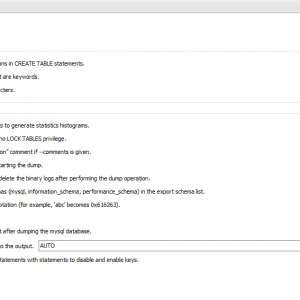 ns in CREATE TABLE statements.
t are keywords.
cters.
s to generate statistics histograms.
no LOCK TABLES privilege.
on" comment if --comments is given.
tarting the dump.
delete the binary logs after performing the dump operation.
as (mysql, information_schema, performance_schema) in the export schema list.
otation (for example, 'abc' becomes 0x616263).
t after dumping the mysql database.
o the output. AUTO
statements with statements to disable and enable keys.